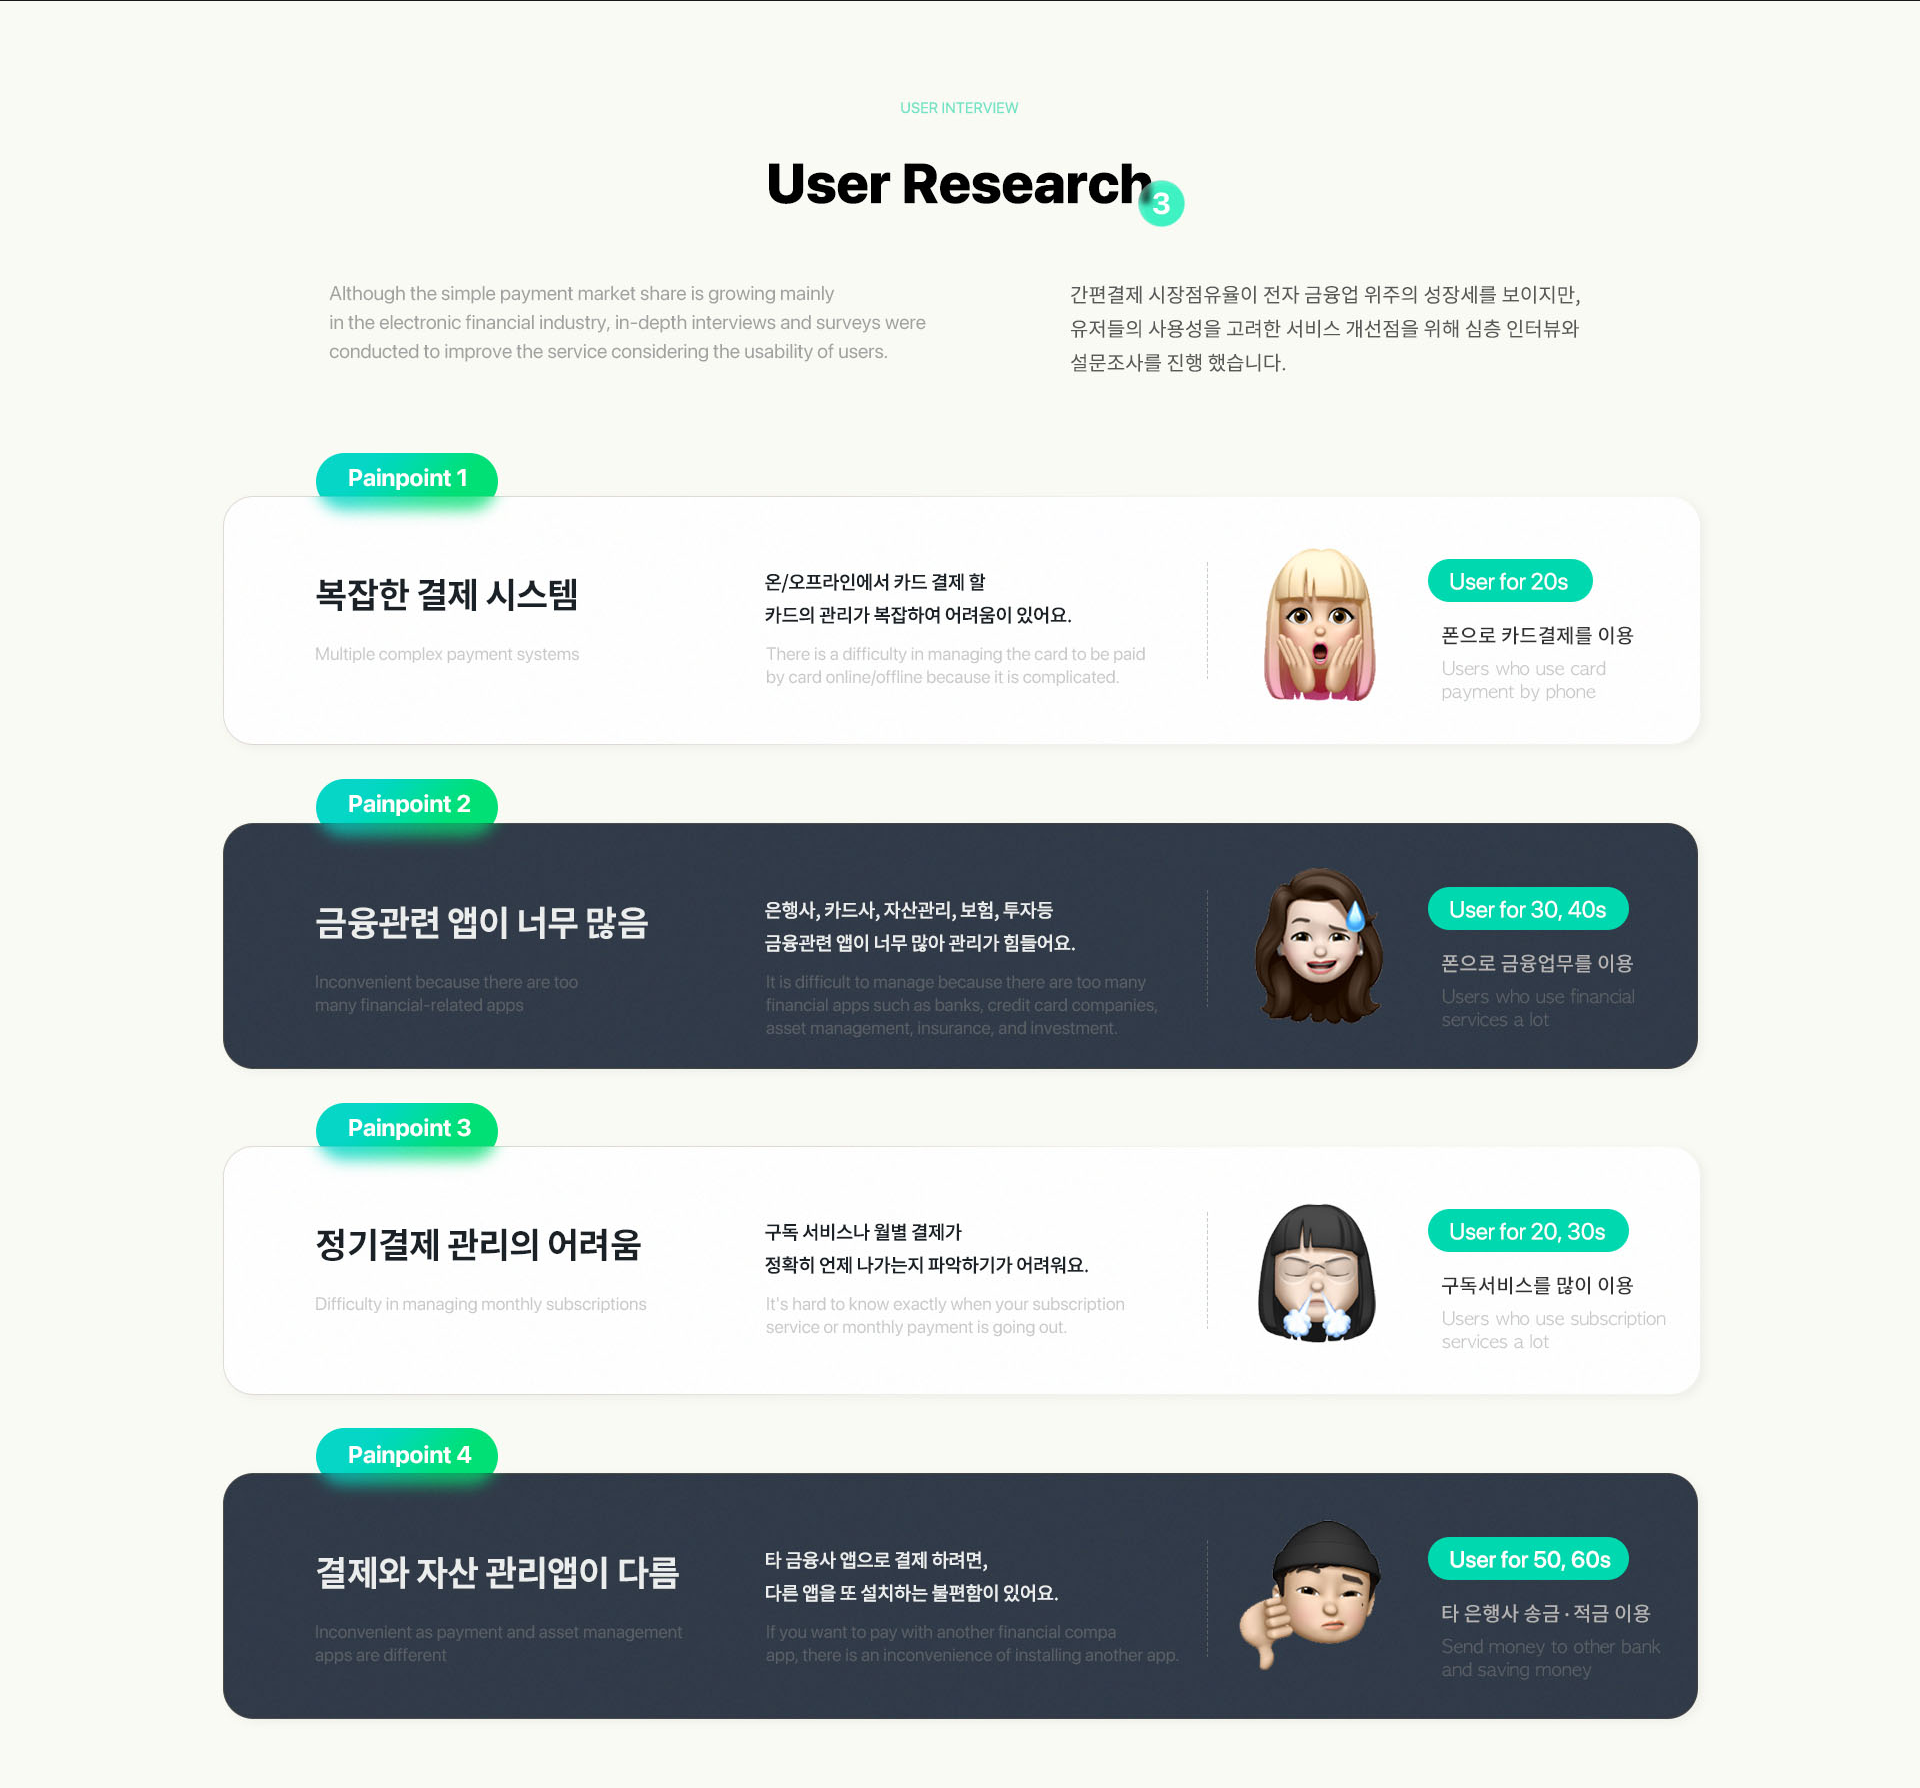 USER INTERVIEW
User Research
3
Although the simple payment market share is growing mainly
in the electronic financial industry, in-depth interviews and surveys were
conducted to improve the service considering the usability of users.
간편결제 시장점유율이 전자 금융업 위주의 성장세를 보이지만,
유저들의 사용성을 고려한 서비스 개선점을 위해 심층 인터뷰와
설문조사를 진행 했습니다.
Painpoint 1
복잡한 결제 시스템
Multiple complex payment systems
온/오프라인에서 카드 결제 할
카드의 관리가 복잡하여 어려움이 있어요.
There is a difficulty in managing the card to be paid
by card online/offline because it is complicated.
User for 20s
폰으로 카드결제를 이용
Users who use card
payment by phone
Painpoint 2
금융관련 앱이 너무 많음
Inconvenient because there are too
many financial-related apps
은행사, 카드사, 자산관리, 보험, 투자등
금융관련 앱이 너무 많아 관리가 힘들어요.
It is difficult to manage because there are too many
financial apps such as banks, credit card companies,
asset management, insurance, and investment.
User for 30, 40s
폰으로 금융업무를 이용
Users who use financial
services a lot
Painpoint 3
정기결제 관리의 어려움
Difficulty in managing monthly subscriptions
구독 서비스나 월별 결제가
정확히 언제 나가는지 파악하기가 어려워요.
It's hard to know exactly when your subscription
service or monthly payment is going out.
User for 20, 30s
구독서비스를 많이 이용
Users who use subscription
services a lot
Painpoint 4
결제와 자산 관리앱이 다름
Inconvenient as payment and asset management
apps are different
타 금융사 앱으로 결제 하려면,
다른 앱을 또 설치하는 불편함이 있어요.
If you want to pay with another financial compa
app, there is an inconvenience of installing another app.
User for 50, 60s
타 은행사 송금 · 적금 이용
Send money to other bank
and saving money